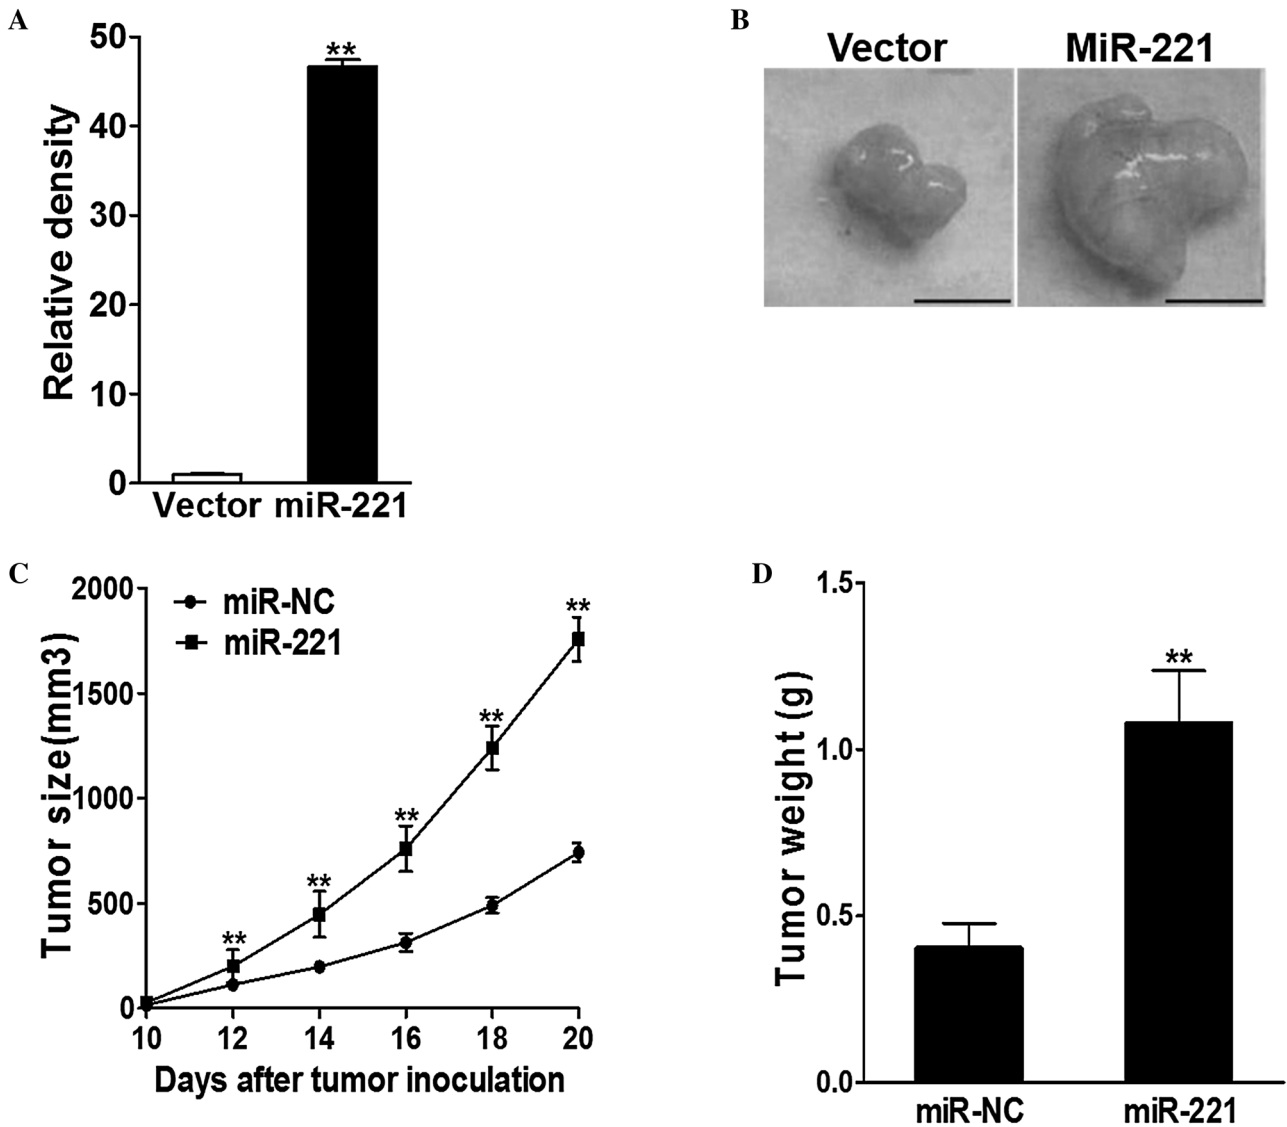 A
**
50
40
30
20
10
0
Relative density
Vector miR-221
B
Vector MiR-221
C
2000
1500
1000
500
0
Tumor size(mm3)
miR-NC
miR-221
**
**
**
**
**
10 12 14 16 18 20
Days after tumor inoculation
D
1.5
1.0
0.5
0.0
Tumor weight (g)
**
miR-NC miR-221